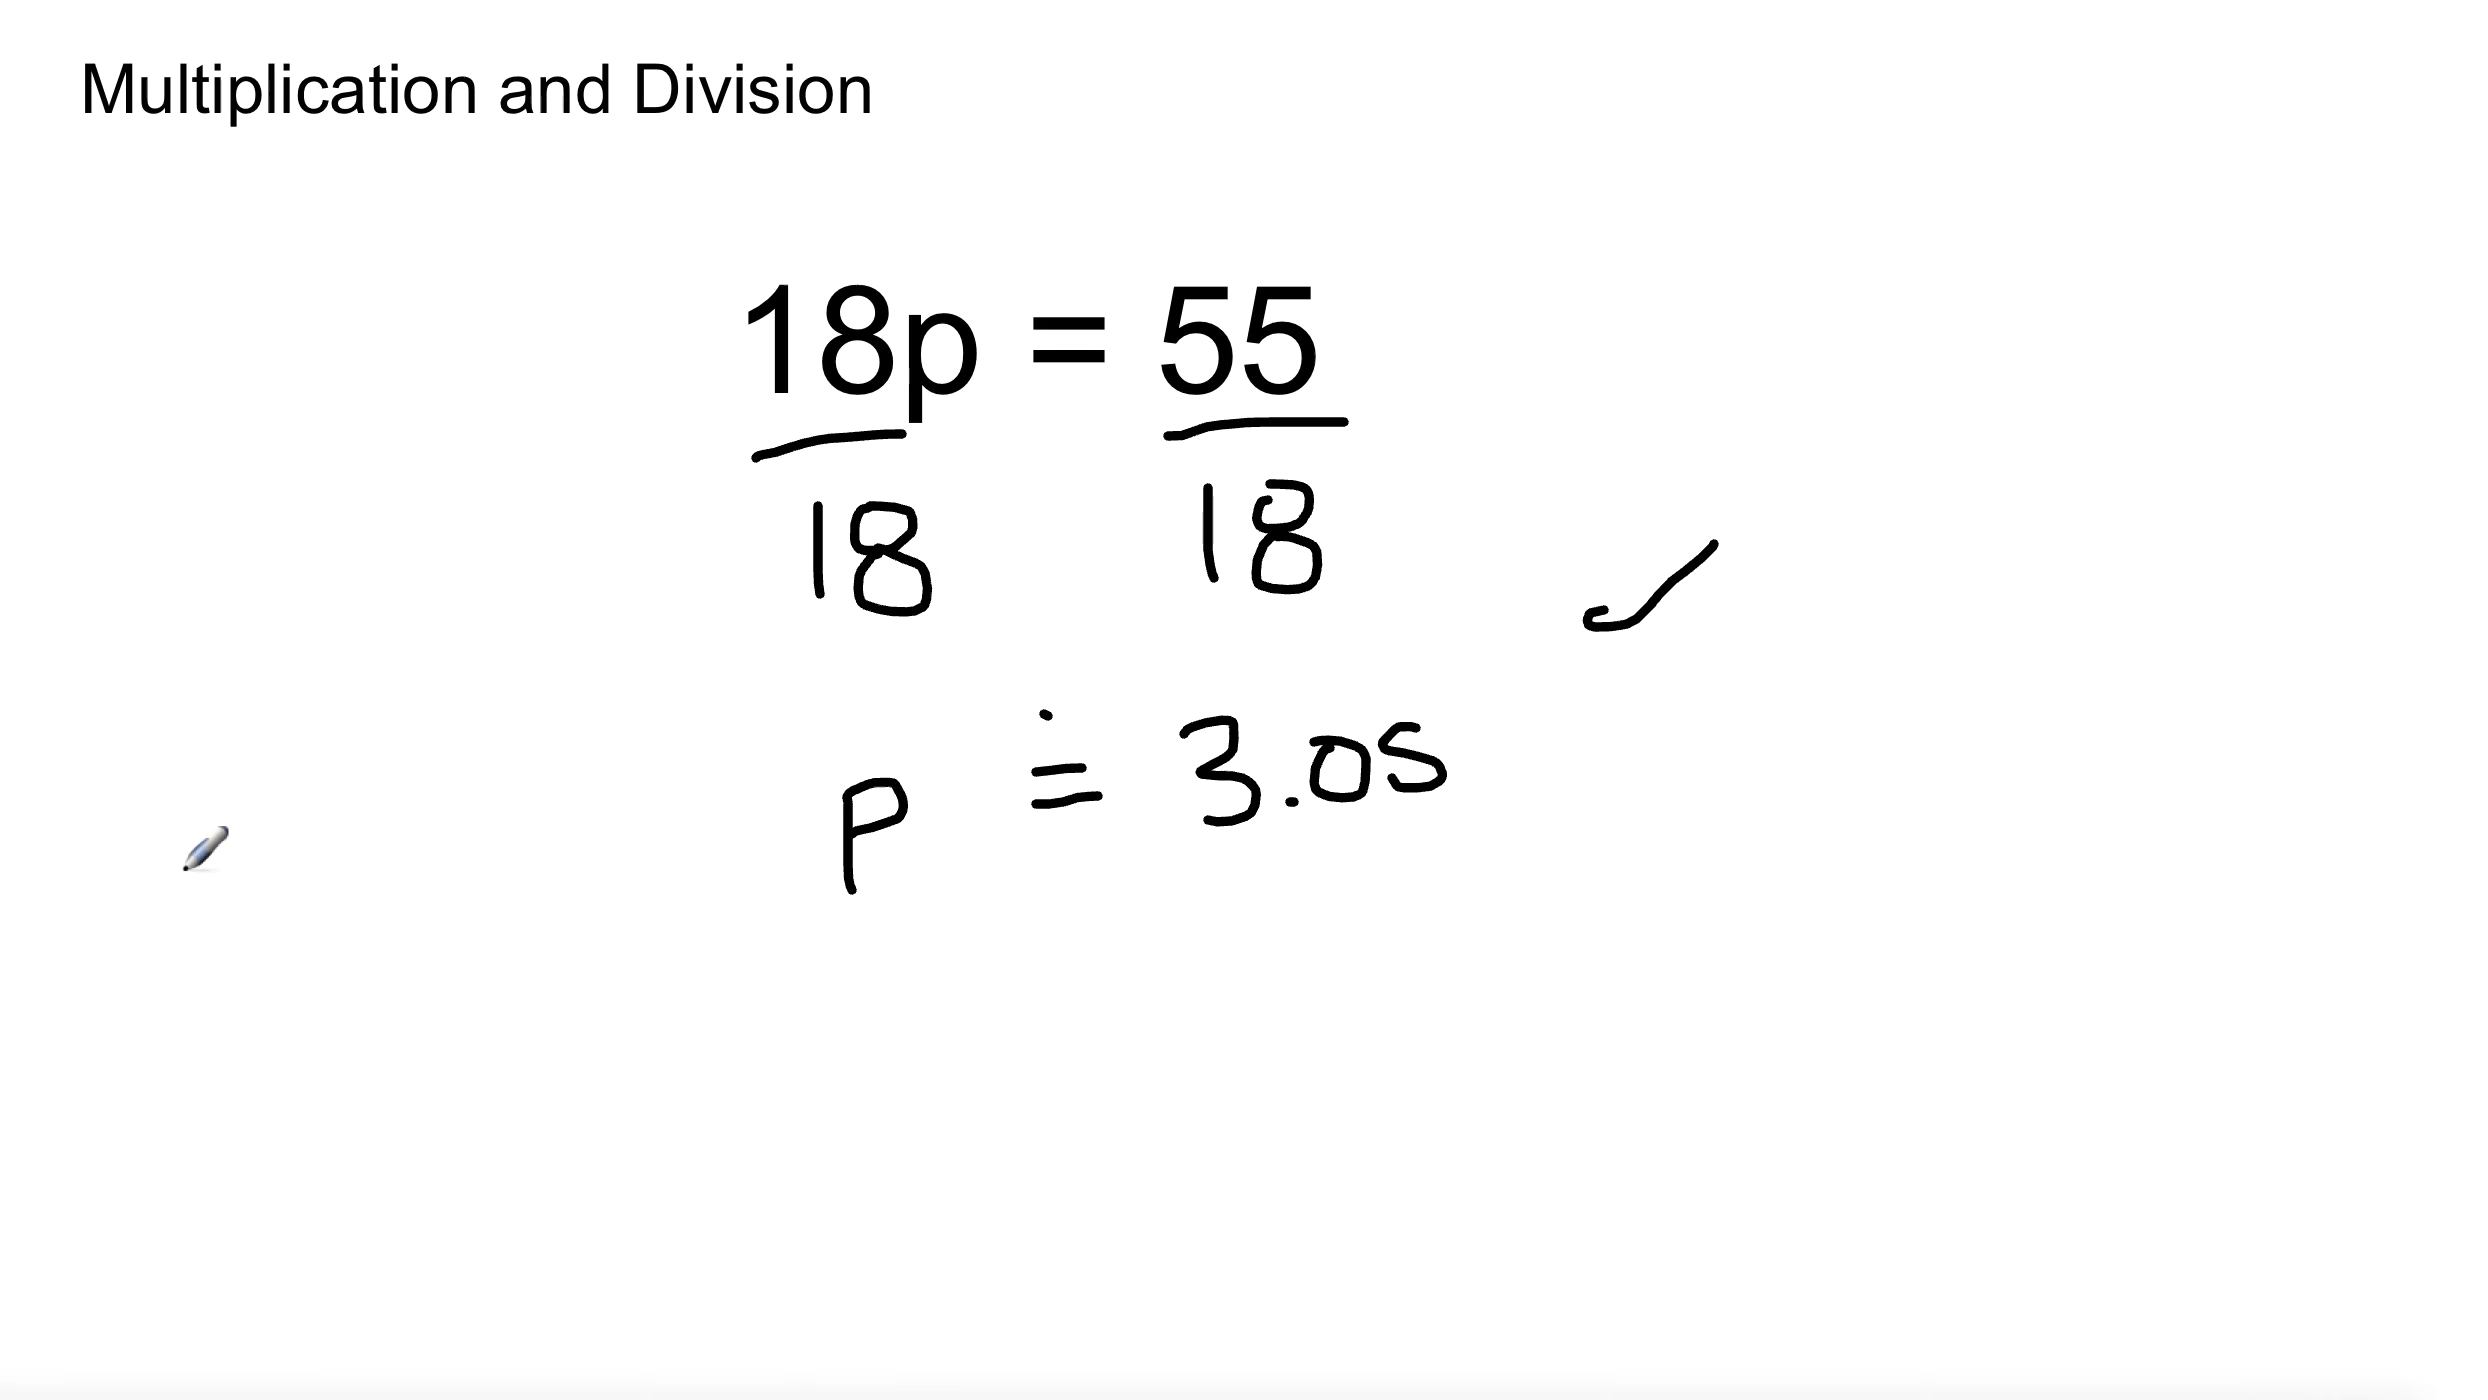 Multiplication and Division
18p = 55
18 18
p ≐ 3.05